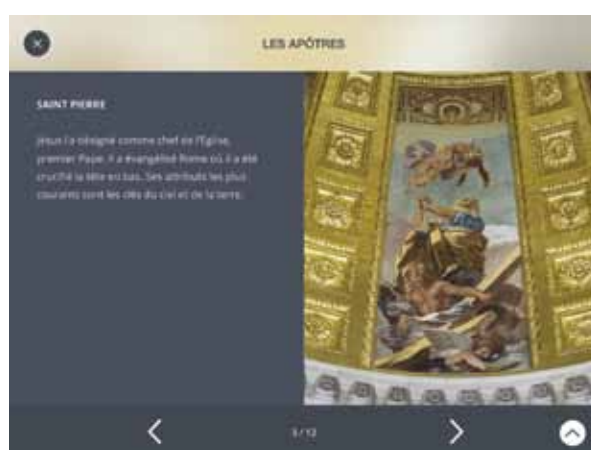 LES APÔTRES
SAINT PIERRE
Jésus l'a désigné comme chef de l'Église,
premier Pape. Il a évangélisé Rome où il a été
crucifié la tête en bas. Ses attributs les plus
courants sont les clés du ciel et de la terre.
/ 12